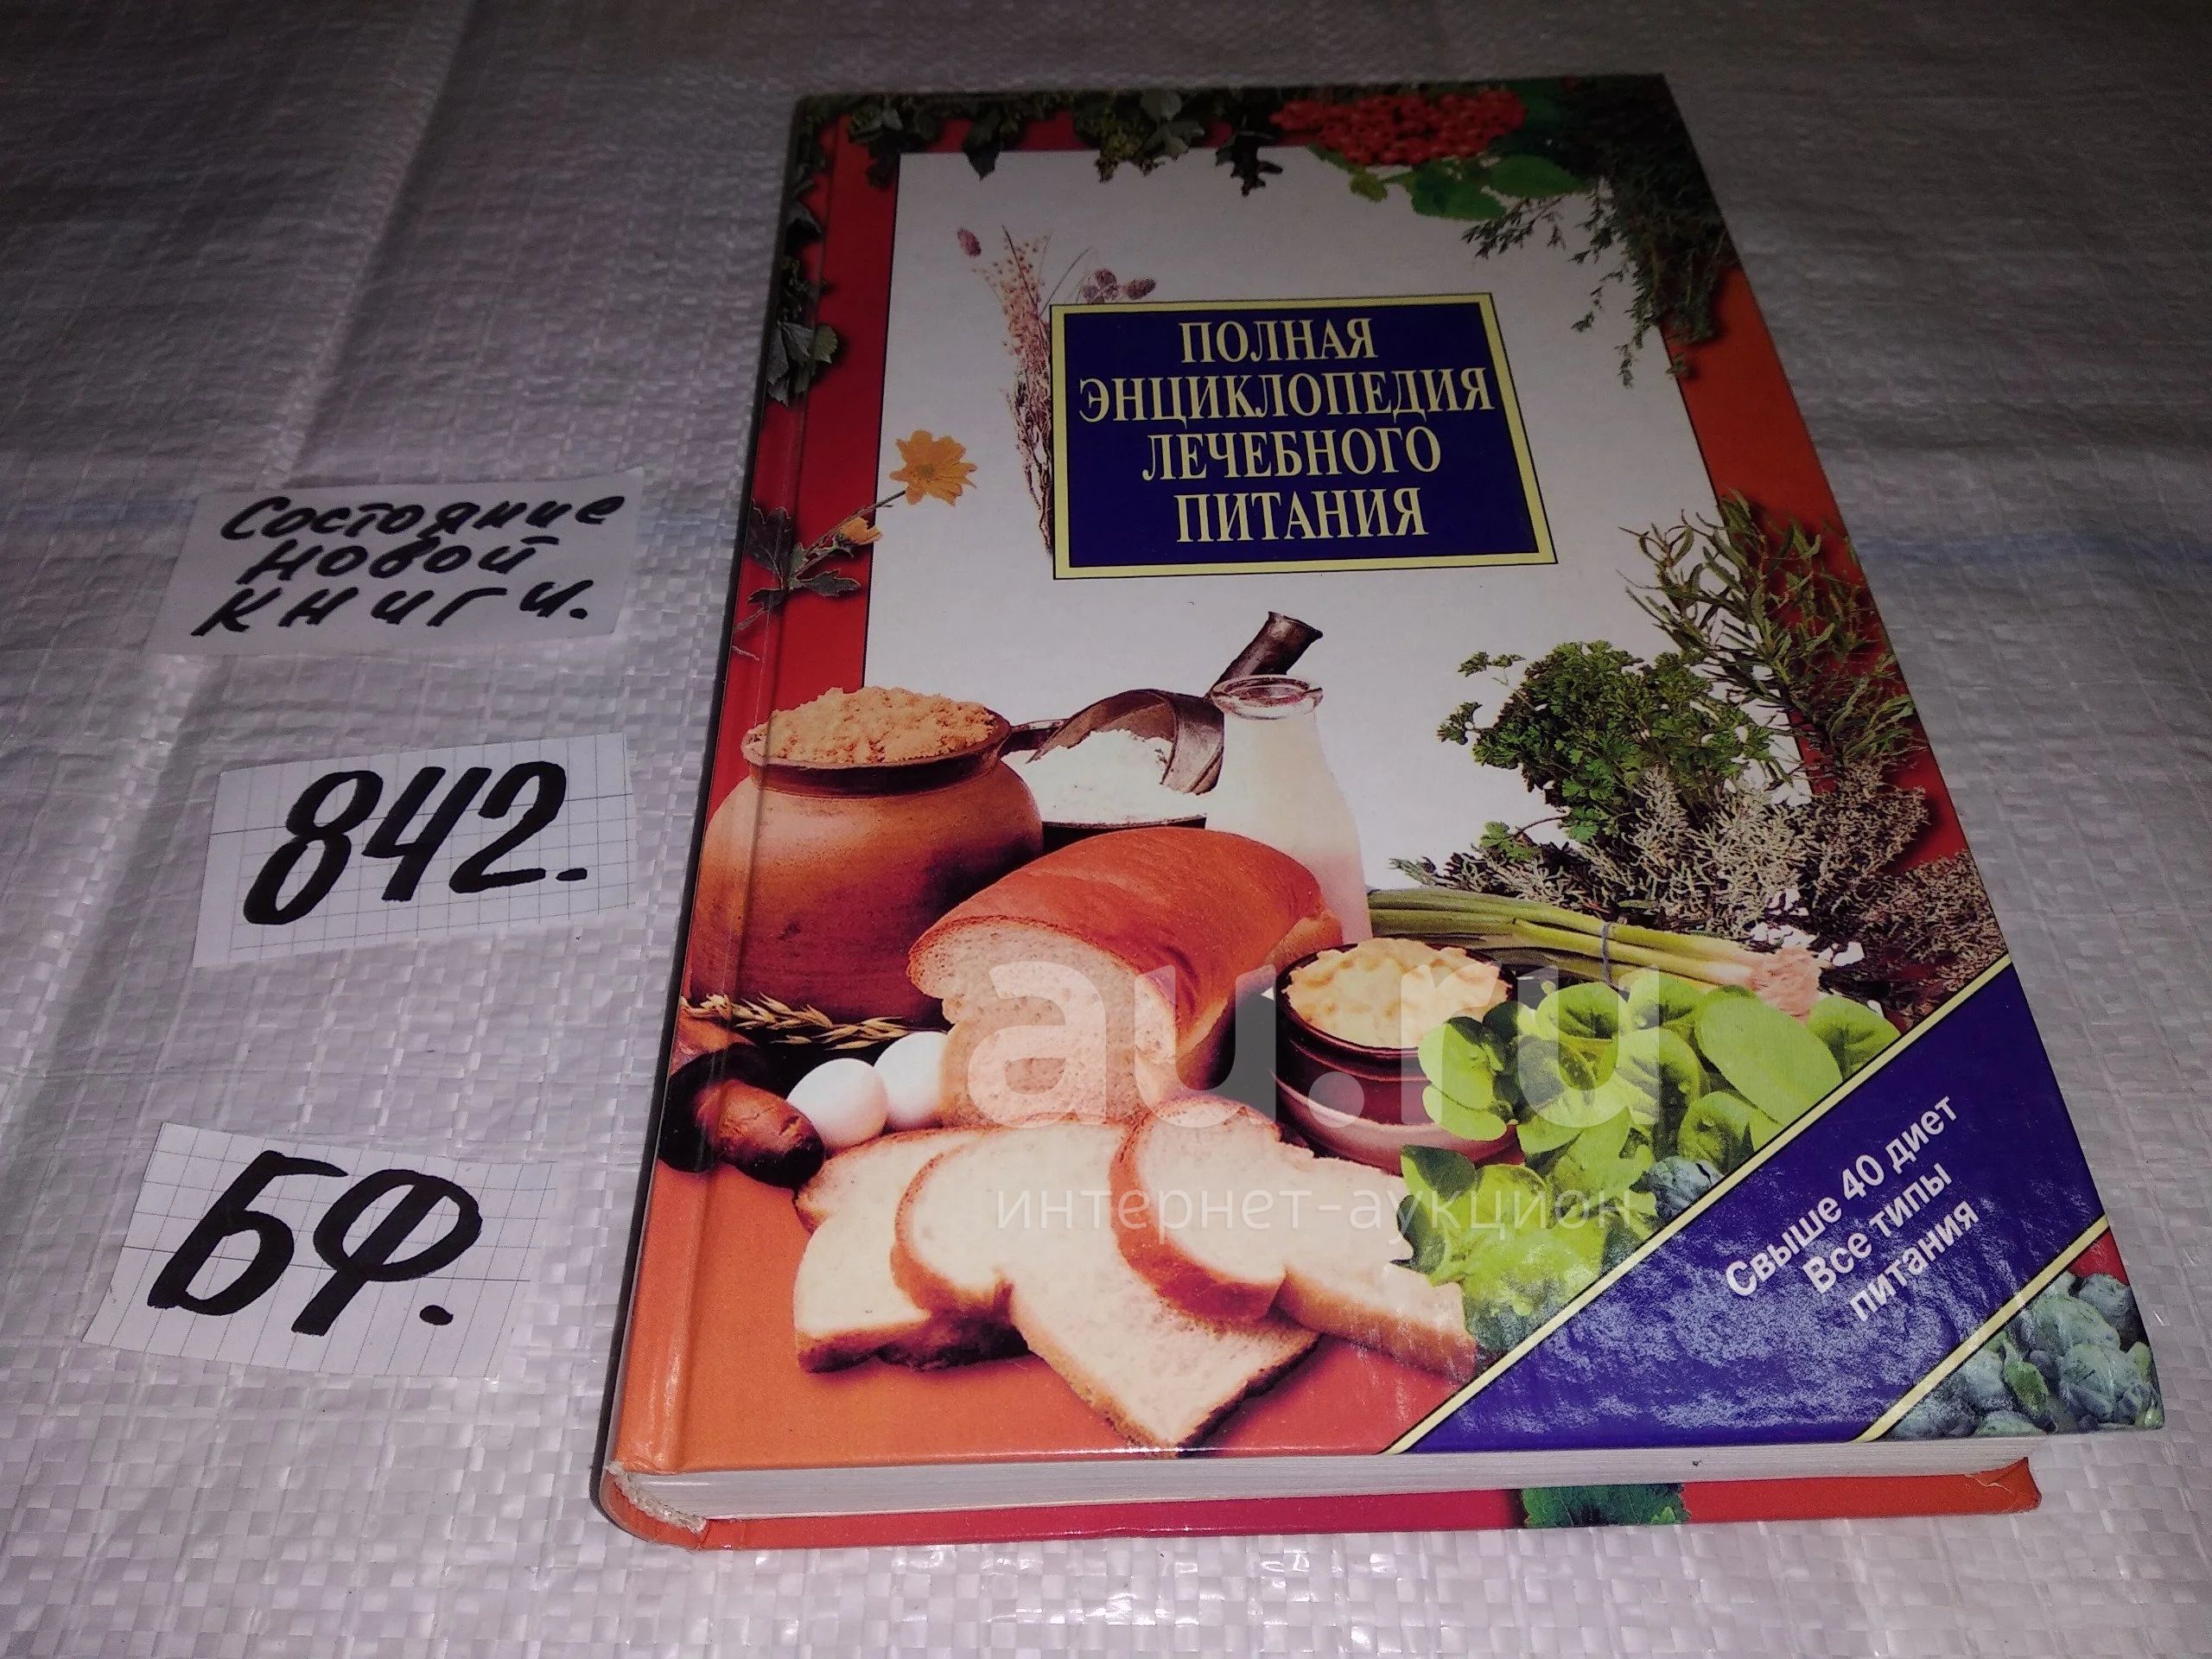 ПОЛНАЯ
ЭНЦИКЛОПЕДИЯ
ЛЕЧЕБНОГО
ПИТАНИЯ
Состояние
новой
книги.
842.
БФ.
au.ru
интернет-аукцион
Свыше 40 диет
Все типы
питания